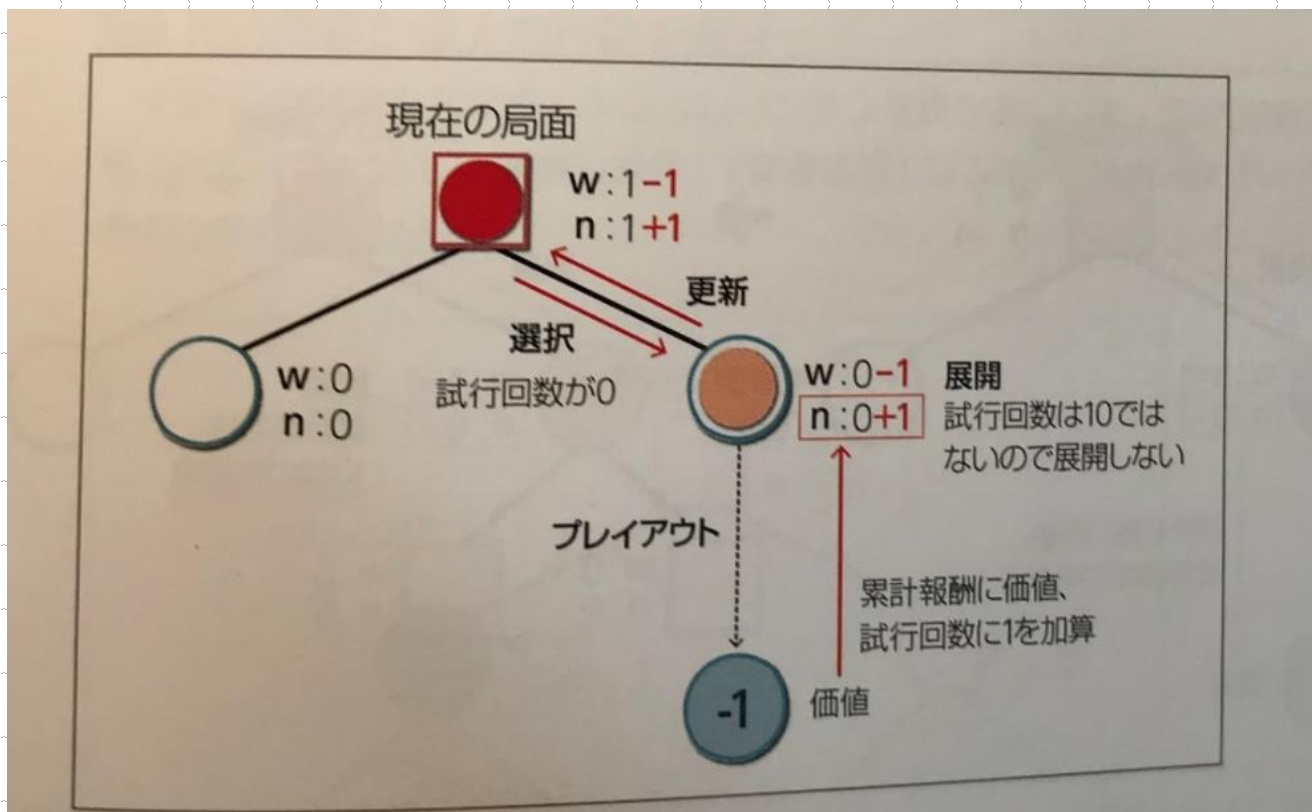 現在の局面
w:1-1
n:1+1
更新
選択
試行回数が0
w:0
n:0
w:0-1
n:0+1
展開
試行回数は10では
ないので展開しない
プレイアウト
累計報酬に価値、
試行回数に1を加算
-1
価値